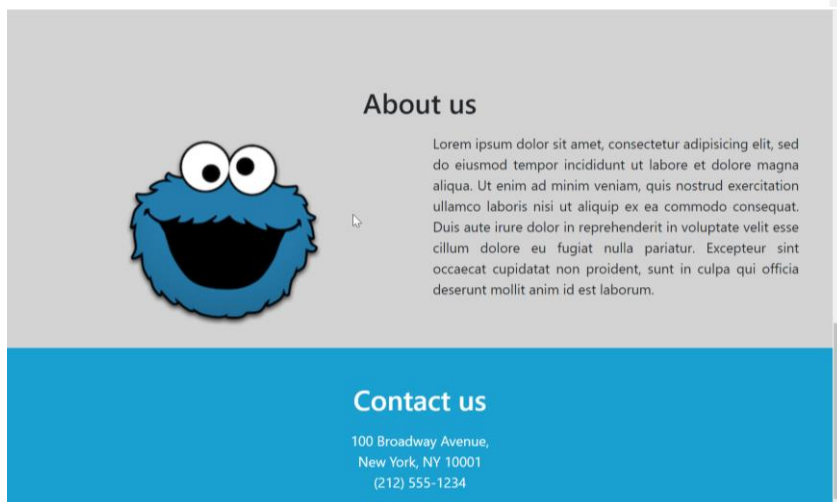 About us
Lorem ipsum dolor sit amet, consectetur adipisicing elit, sed
do eiusmod tempor incididunt ut labore et dolore magna
aliqua. Ut enim ad minim veniam, quis nostrud exercitation
ullamco laboris nisi ut aliquip ex ea commodo consequat.
Duis aute irure dolor in reprehenderit in voluptate velit esse
cillum dolore eu fugiat nulla pariatur. Excepteur sint
occaecat cupidatat non proident, sunt in culpa qui officia
deserunt mollit anim id est laborum.
Contact us
100 Broadway Avenue,
New York, NY 10001
(212) 555-1234